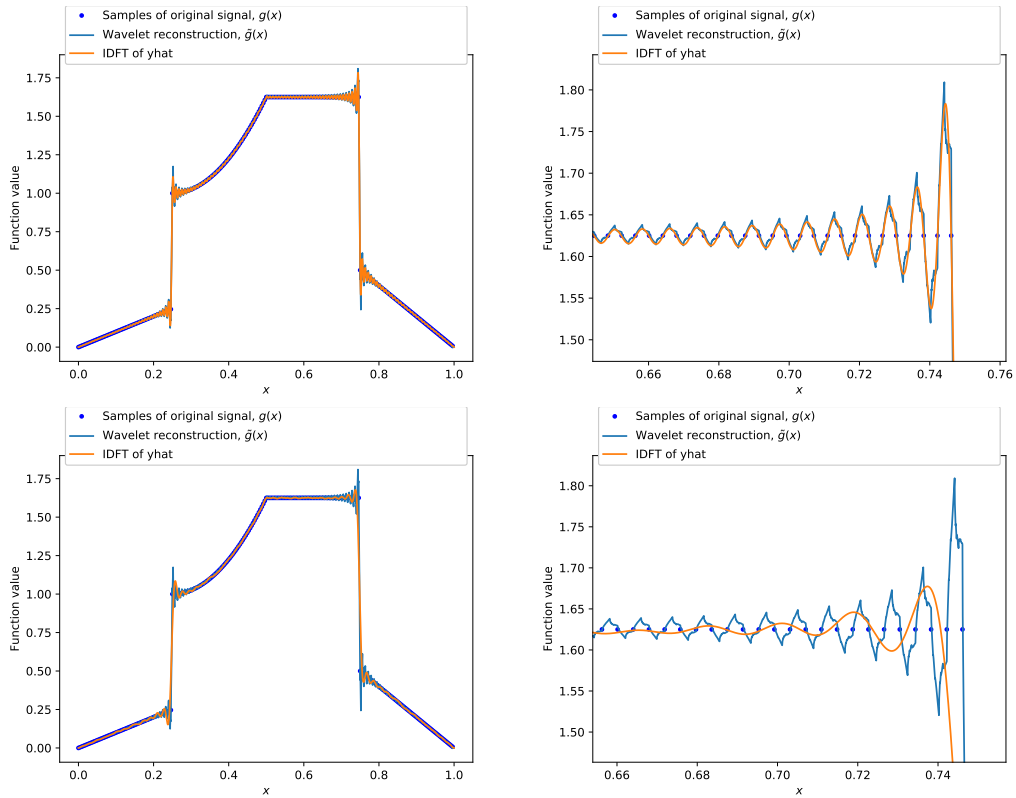 Samples of original signal, g(x)
Wavelet reconstruction, g̃(x)
IDFT of yhat
1.75
1.50
1.25
1.00
0.75
0.50
0.25
0.00
Function value
0.0 0.2 0.4 0.6 0.8 1.0
x
Samples of original signal, g(x)
Wavelet reconstruction, g̃(x)
IDFT of yhat
1.80
1.75
1.70
1.65
1.60
1.55
1.50
Function value
0.66 0.68 0.70 0.72 0.74 0.76
x
Samples of original signal, g(x)
Wavelet reconstruction, g̃(x)
IDFT of yhat
1.75
1.50
1.25
1.00
0.75
0.50
0.25
0.00
Function value
0.0 0.2 0.4 0.6 0.8 1.0
x
Samples of original signal, g(x)
Wavelet reconstruction, g̃(x)
IDFT of yhat
1.80
1.75
1.70
1.65
1.60
1.55
1.50
Function value
0.66 0.68 0.70 0.72 0.74
x